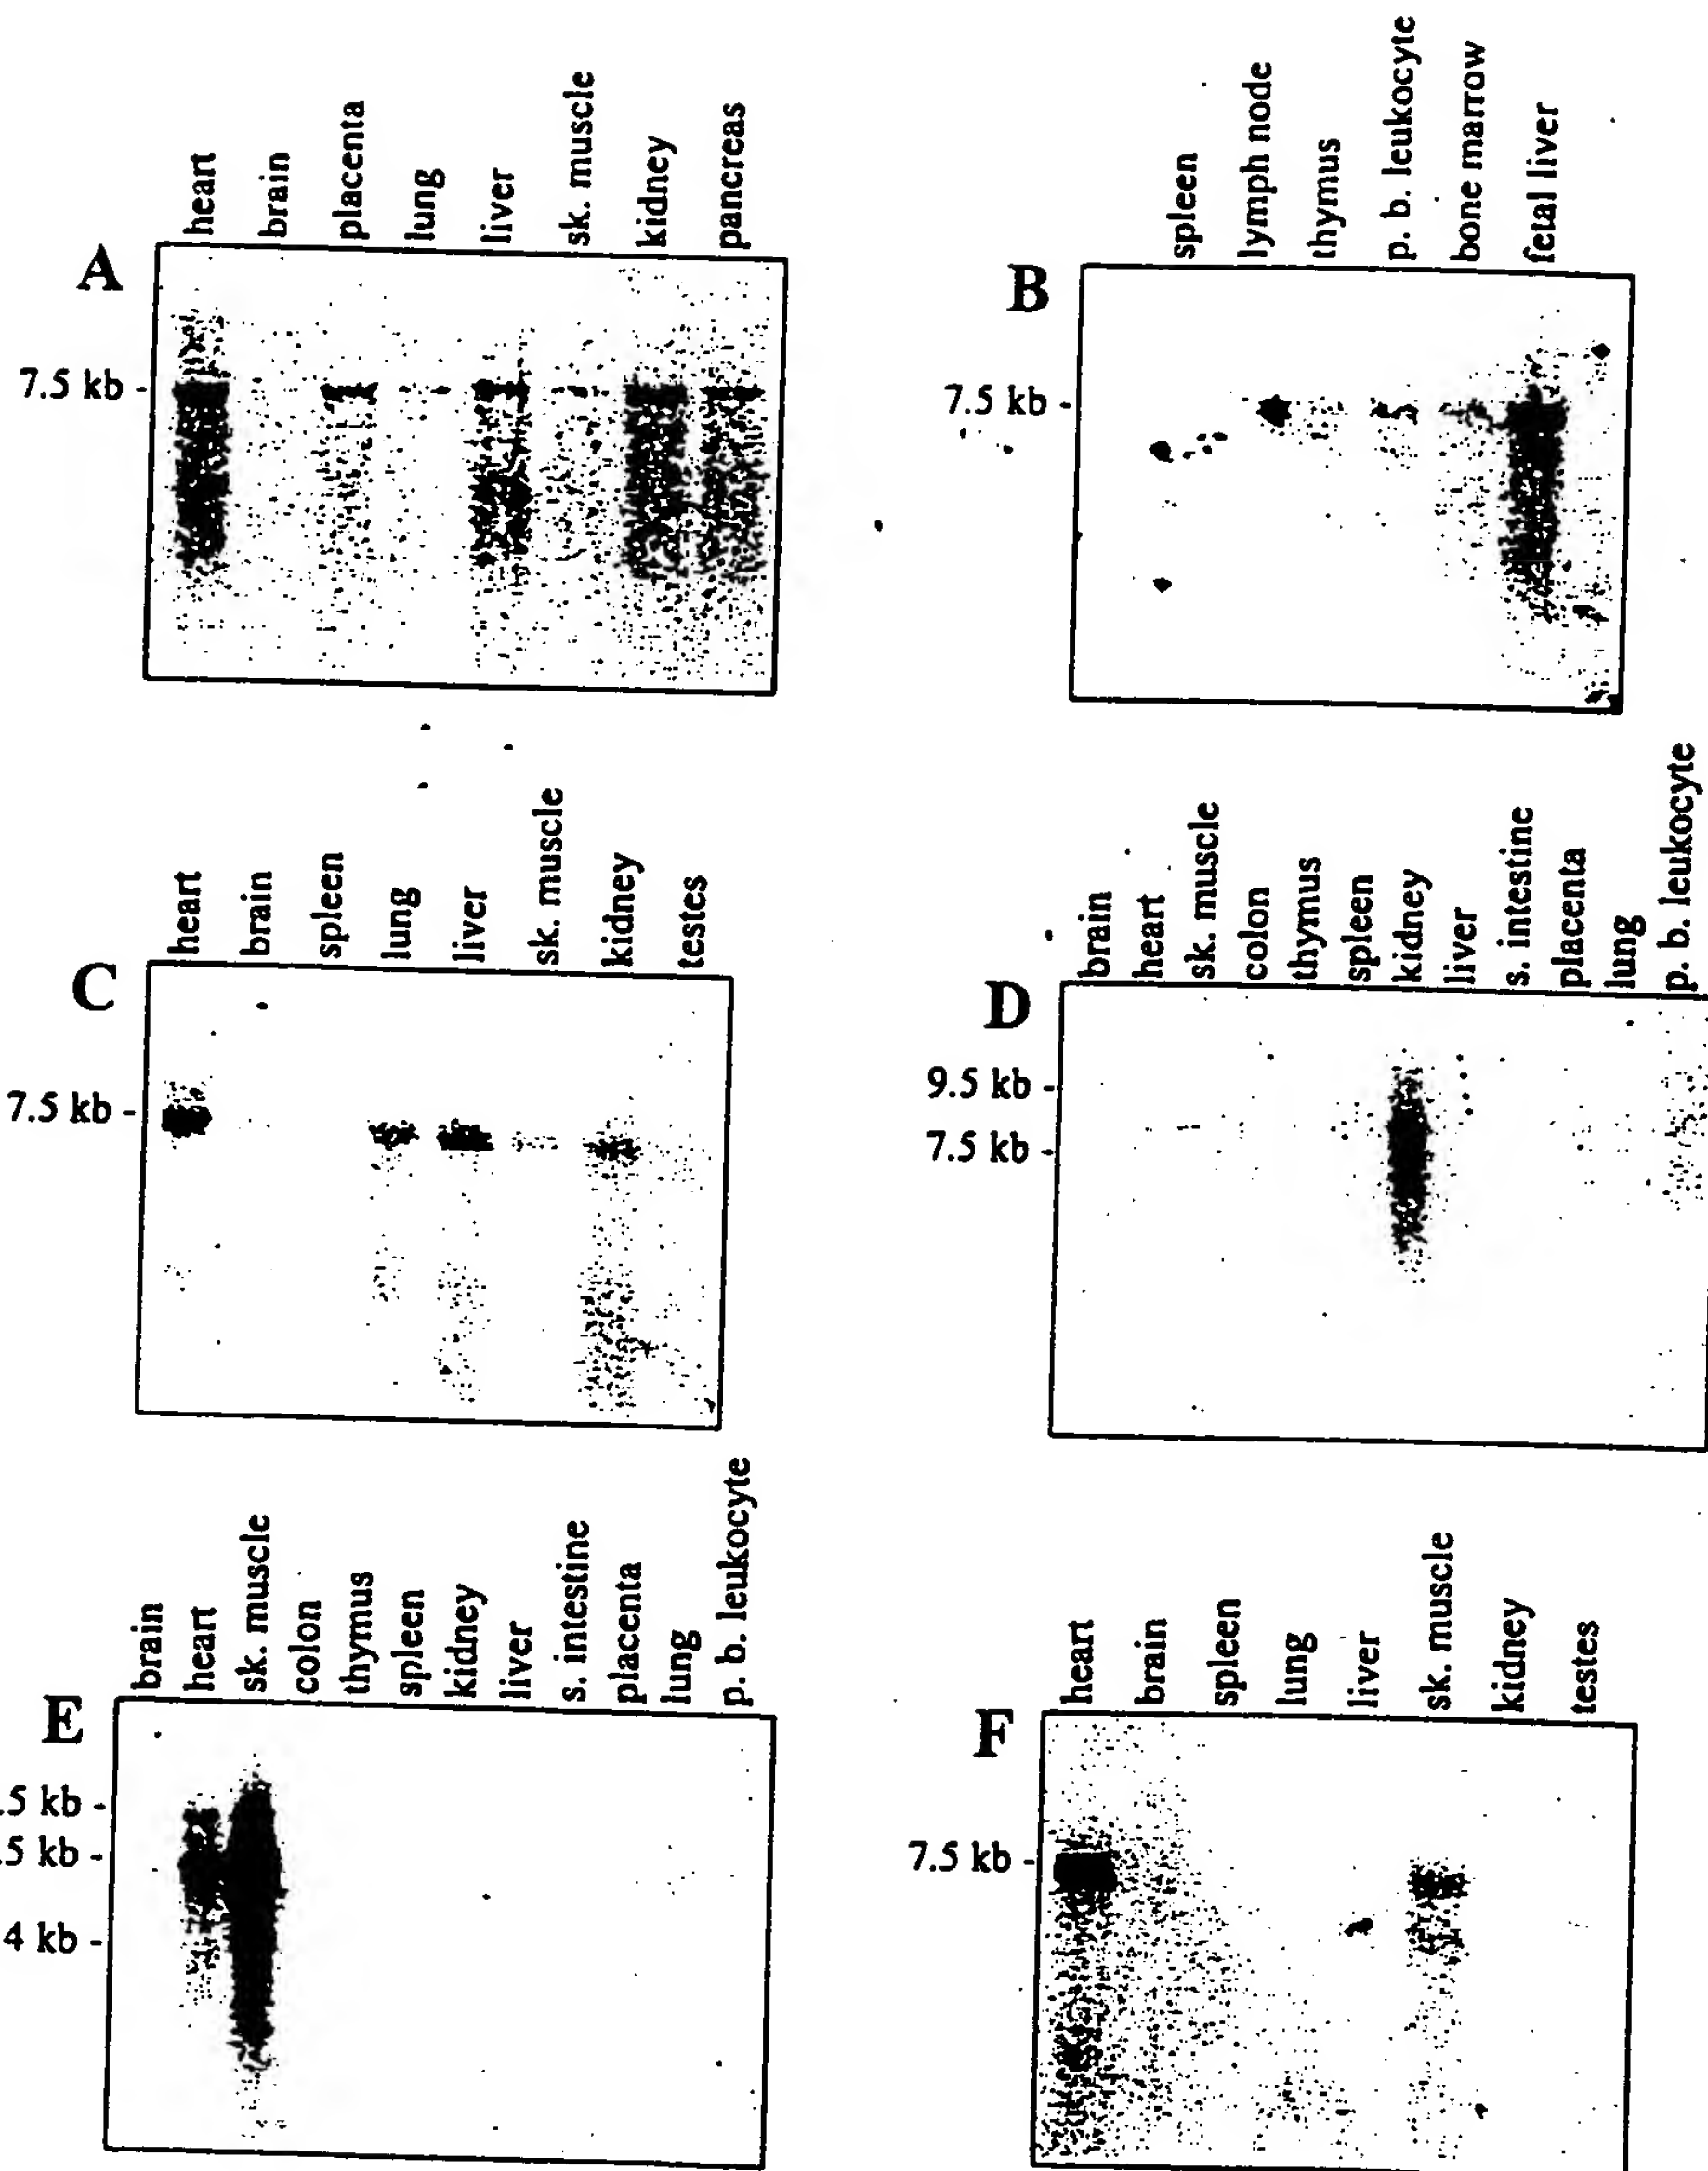 A
heart
brain
placenta
lung
liver
sk. muscle
kidney
pancreas
7.5 kb -
B
spleen
lymph node
thymus
p. b. leukocyte
bone marrow
fetal liver
7.5 kb -
C
heart
brain
spleen
lung
liver
sk. muscle
kidney
testes
7.5 kb -
D
brain
heart
sk. muscle
colon
thymus
spleen
kidney
liver
s. intestine
placenta
lung
p. b. leukocyte
9.5 kb -
7.5 kb -
E
brain
heart
sk. muscle
colon
thymus
spleen
kidney
liver
s. intestine
placenta
lung
p. b. leukocyte
.5 kb -
.5 kb -
4 kb -
F
heart
brain
spleen
lung
liver
sk. muscle
kidney
testes
7.5 kb -